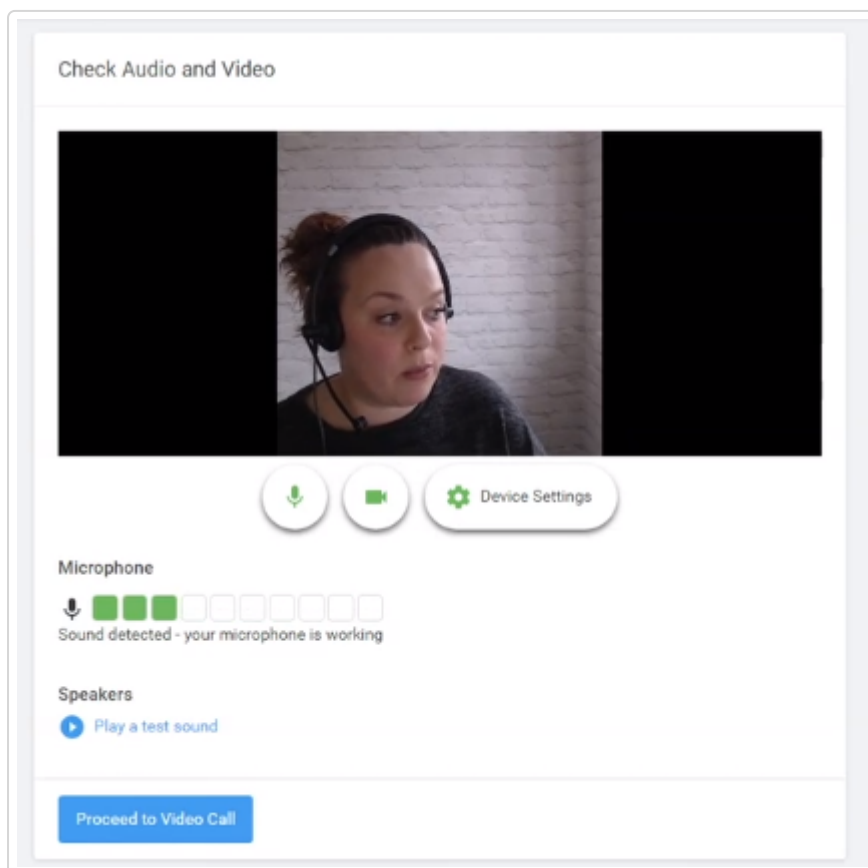 Check Audio and Video
Device Settings
Microphone
Sound detected - your microphone is working
Speakers
Play a test sound
Proceed to Video Call